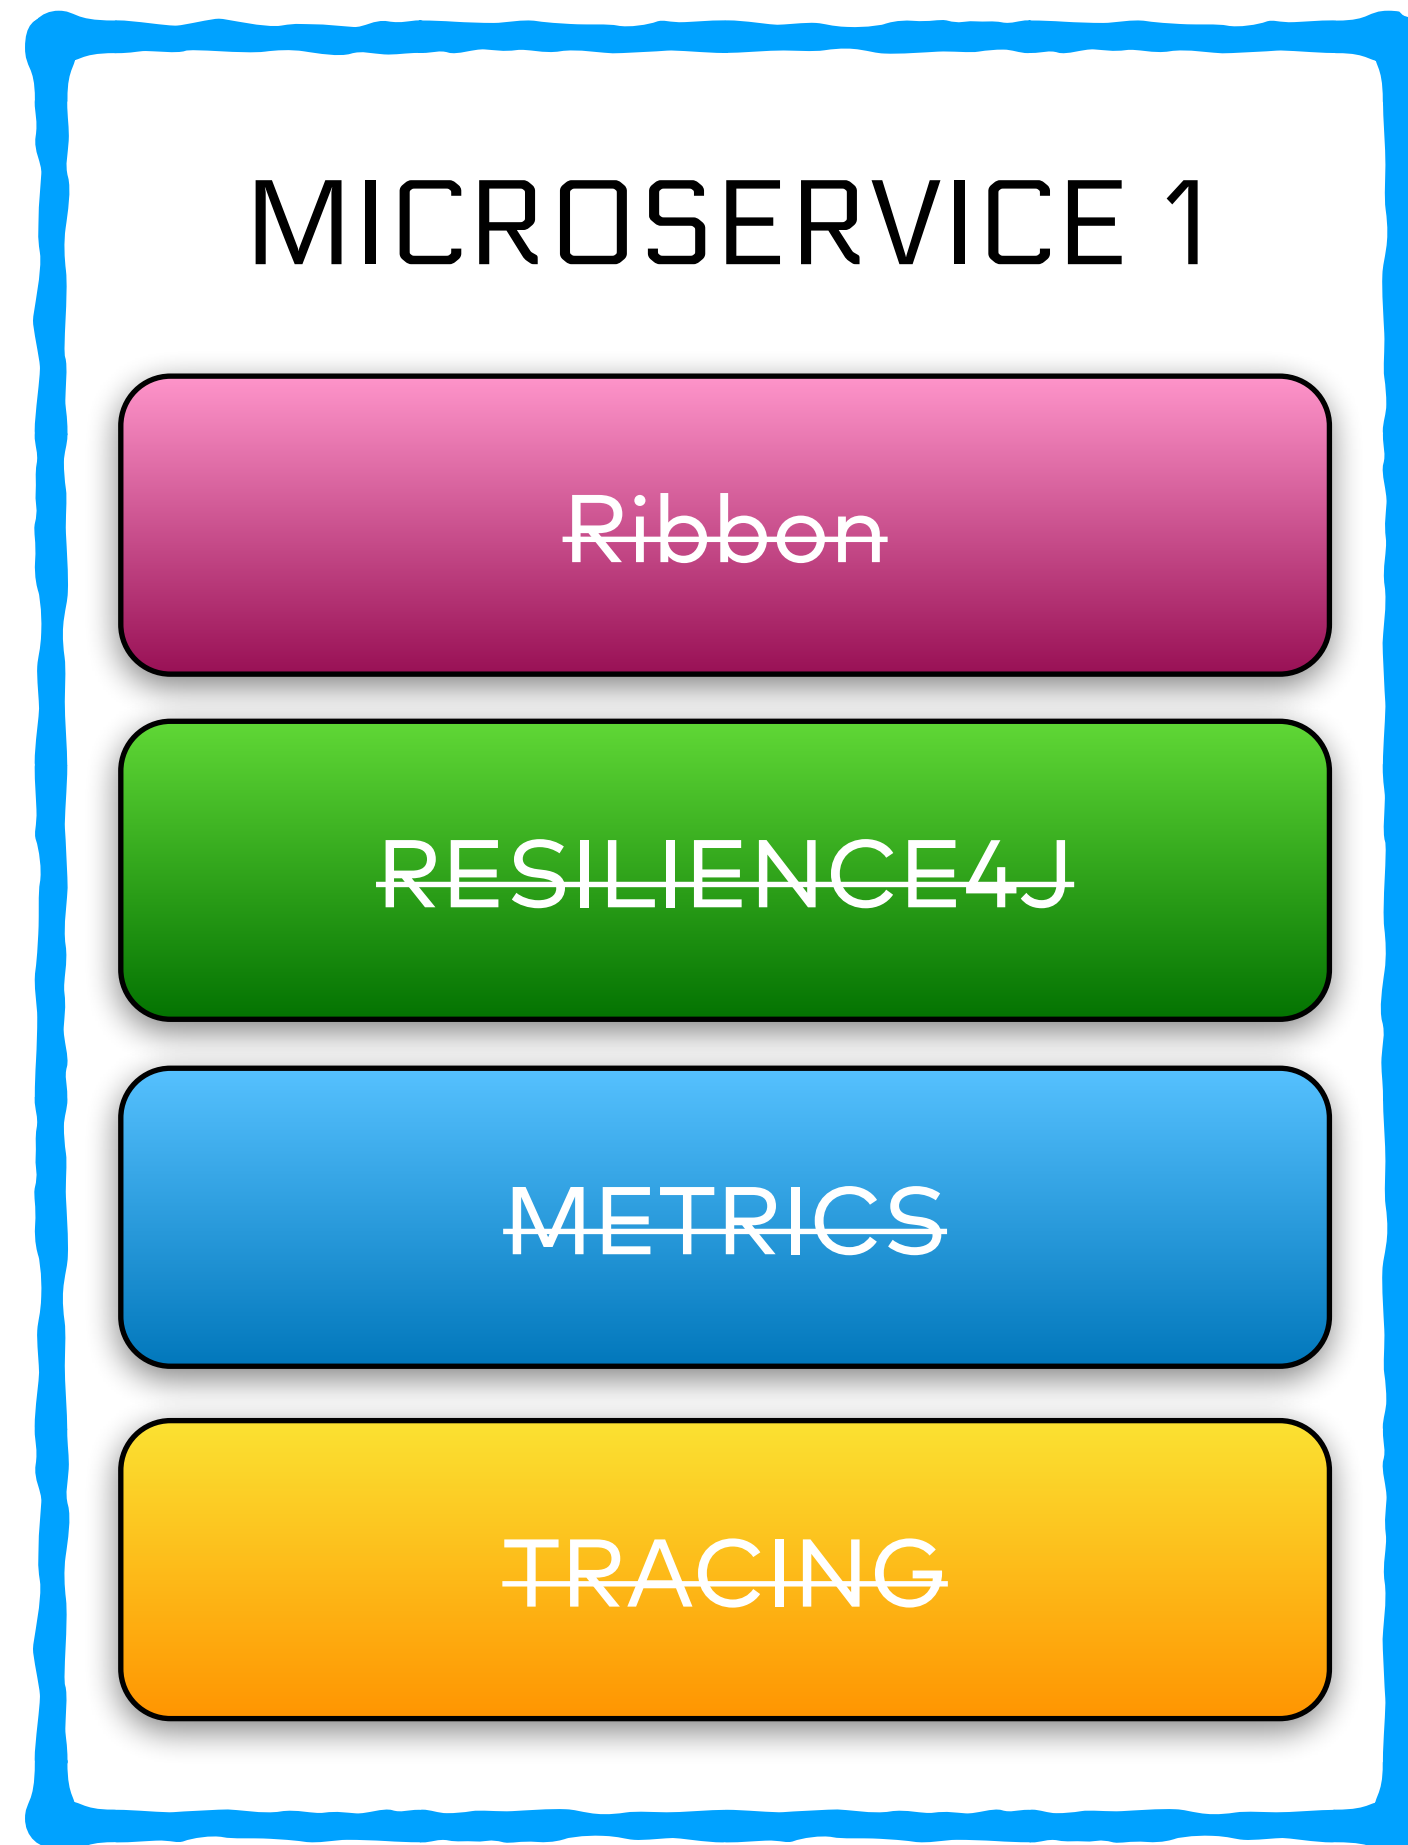 MICROSERVICE 1
Ribbon
RESILIENCE4J
METRICS
TRACING